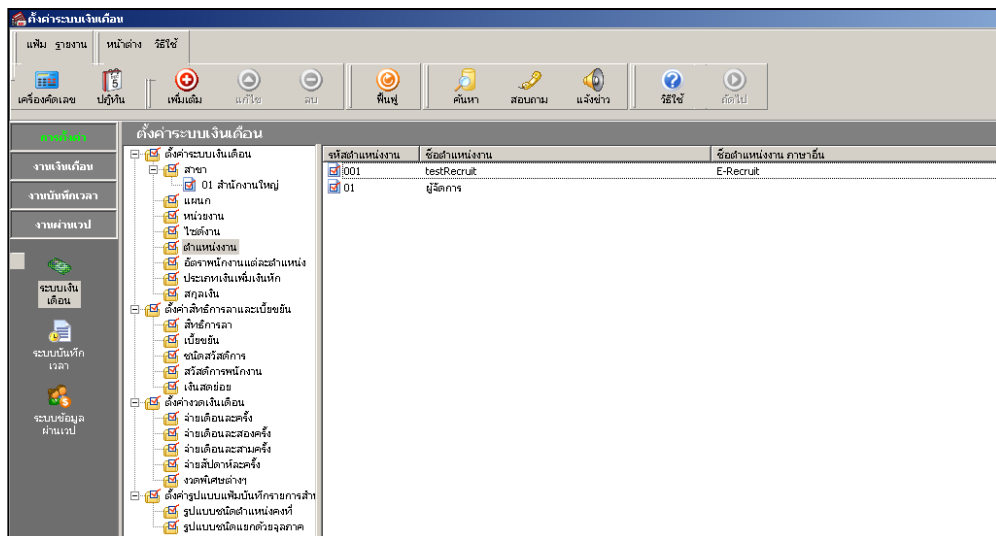 ตั้งค่าระบบเงินเดือน
แฟ้ม รายงาน หน้าต่าง วิธีใช้
เครื่องคิดเลข ปฏิทิน เพิ่มเติม แก้ไข ลบ ฟื้นฟู ค้นหา สอบถาม แจ้งข่าว วิธีใช้ ถัดไป
5
การตั้งค่า
งานเงินเดือน
งานบันทึกเวลา
งานผ่านเวป
ระบบเงิน
เดือน
ระบบบันทึก
เวลา
ระบบข้อมูล
ผ่านเวป
ตั้งค่าระบบเงินเดือน
ตั้งค่าระบบเงินเดือน
สาขา
01 สำนักงานใหญ่
แผนก
หน่วยงาน
ไซต์งาน
ตำแหน่งงาน
อัตราพนักงานแต่ละตำแหน่ง
ประเภทเงินเพิ่มเงินหัก
สกุลเงิน
ตั้งค่าสิทธิการลาและเบี้ยขยัน
สิทธิการลา
เบี้ยขยัน
ชนิดสวัสดิการ
สวัสดิการพนักงาน
เงินสดย่อย
ตั้งค่างวดเงินเดือน
จ่ายเดือนละครั้ง
จ่ายเดือนละสองครั้ง
จ่ายเดือนละสามครั้ง
จ่ายสัปดาห์ละครั้ง
งวดพิเศษต่างๆ
ตั้งค่ารูปแบบแฟ้มบันทึกรายการสำ
รูปแบบชนิดตำแหน่งคงที่
รูปแบบชนิดแยกด้วยจุลภาค
รหัสตำแหน่งงาน ชื่อตำแหน่งงาน ชื่อตำแหน่งงาน ภาษาอื่น
001 testRecruit E-Recruit
01 ผู้จัดการ